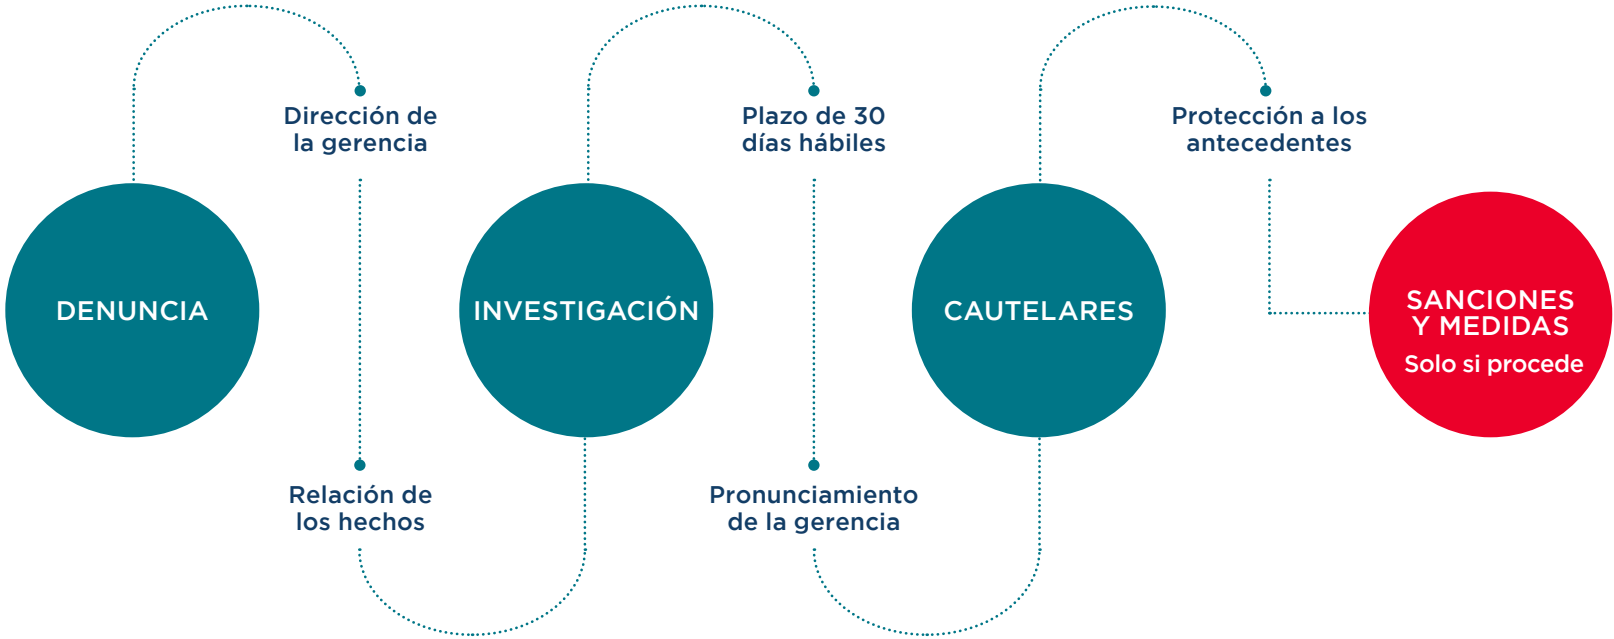 DENUNCIA
Dirección de
la gerencia
Relación de
los hechos
INVESTIGACIÓN
Plazo de 30
días hábiles
Pronunciamiento
de la gerencia
CAUTELARES
Protección a los
antecedentes
SANCIONES
Y MEDIDAS
Solo si procede